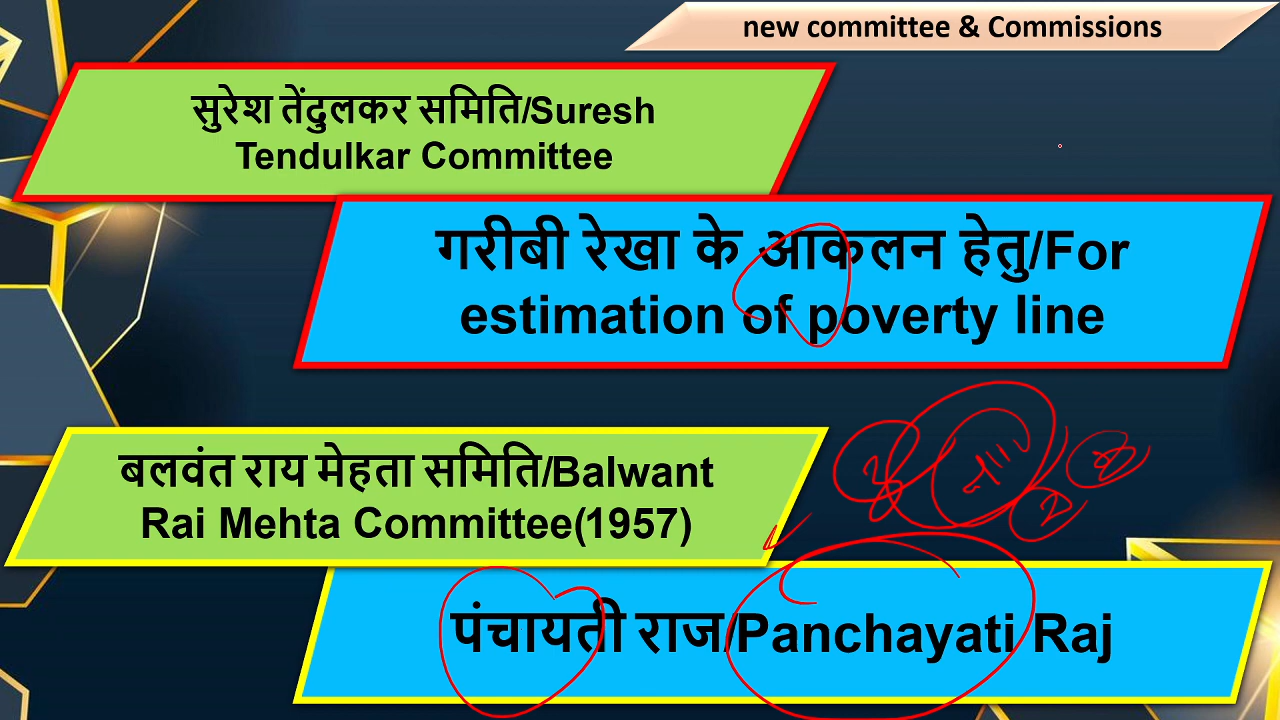 new committee & Commissions
सुरेश तेंदुलकर समिति/Suresh
Tendulkar Committee
गरीबी रेखा के आकलन हेतु/For
estimation of poverty line
बलवंत राय मेहता समिति/Balwant
Rai Mehta Committee(1957)
पंचायती राज/Panchayati Raj